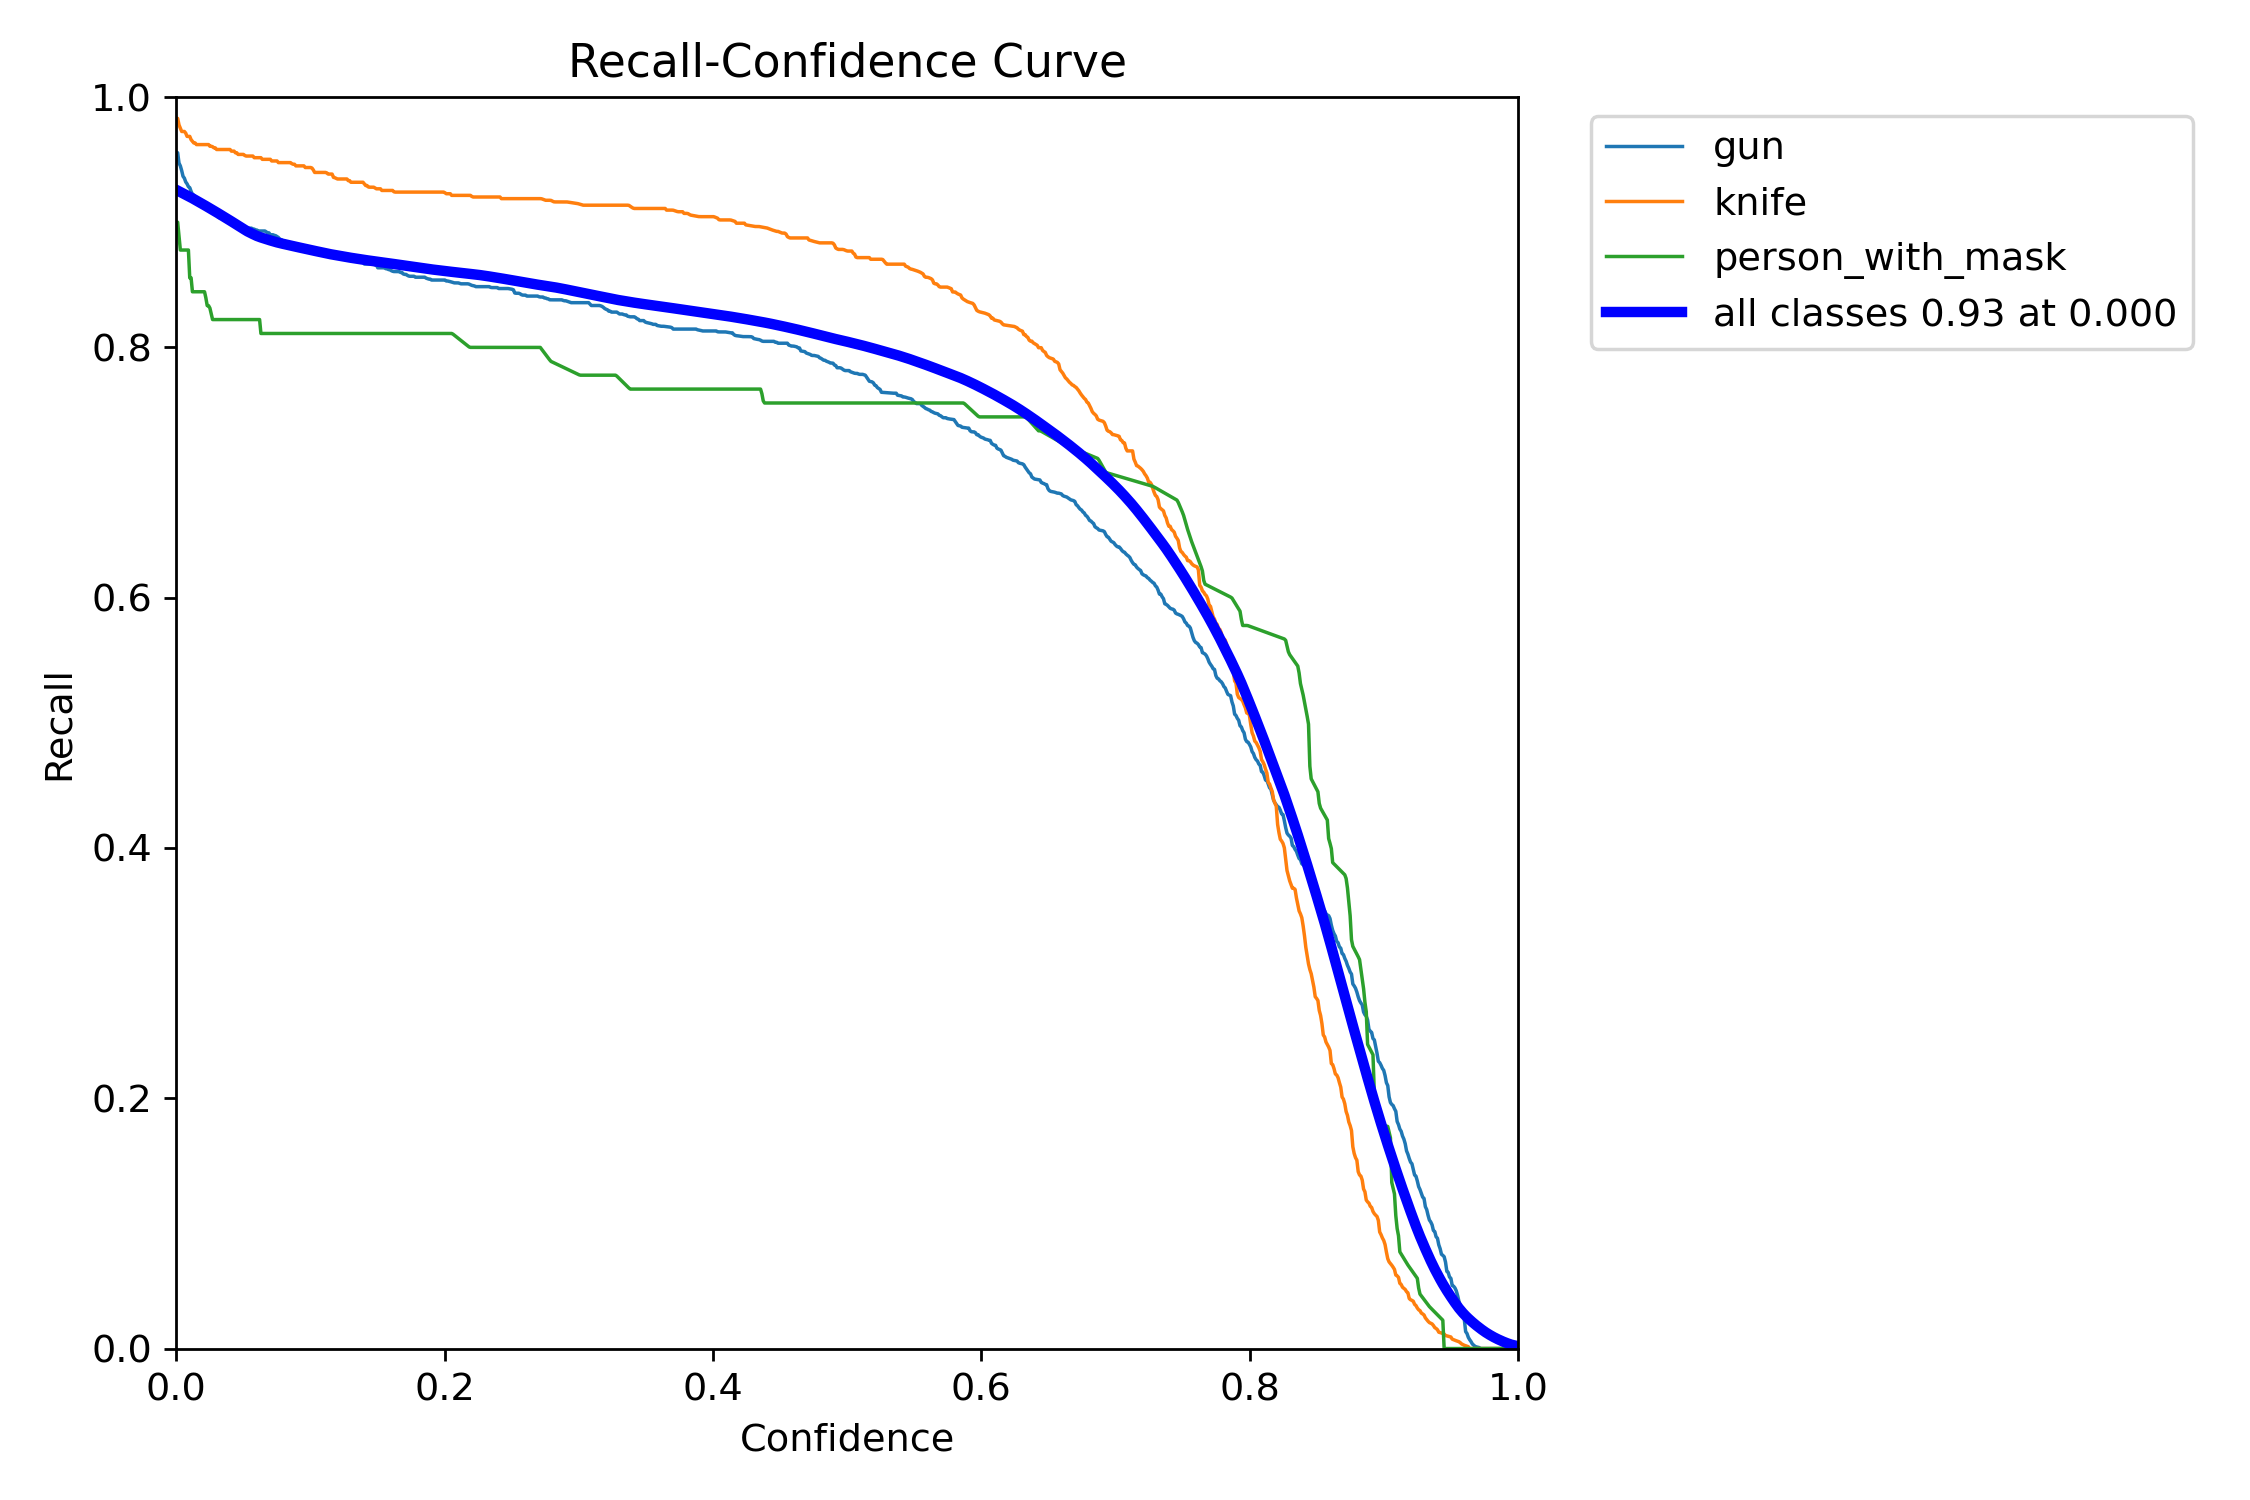 Recall-Confidence Curve
1.0
0.8
0.6
0.4
0.2
0.0
Recall
0.0 0.2 0.4 0.6 0.8 1.0
Confidence
gun
knife
person_with_mask
all classes 0.93 at 0.000